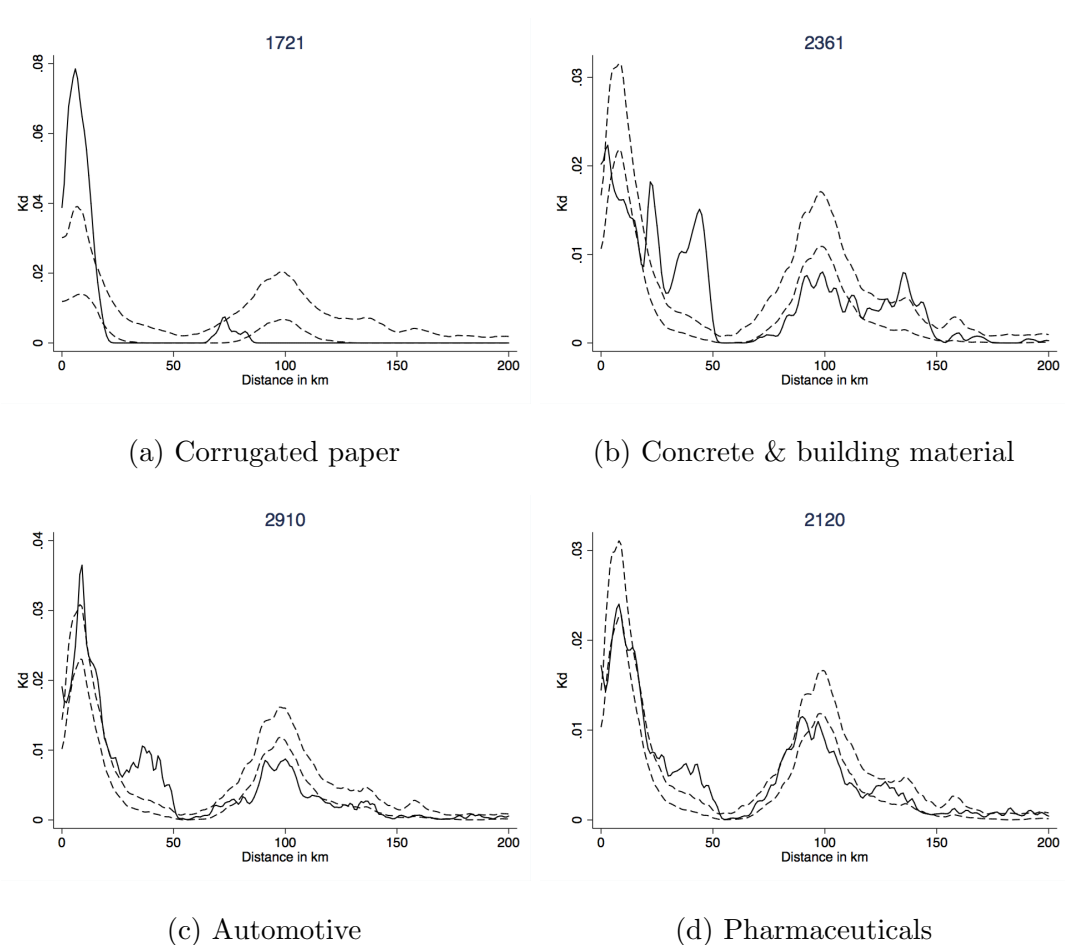 1721
.08
.06
.04
.02
0
Kd
0 50 100 150 200
Distance in km
(a) Corrugated paper
2361
.03
.02
.01
0
Kd
0 50 100 150 200
Distance in km
(b) Concrete & building material
2910
.04
.03
.02
.01
0
Kd
0 50 100 150 200
Distance in km
(c) Automotive
2120
.03
.02
.01
0
Kd
0 50 100 150 200
Distance in km
(d) Pharmaceuticals